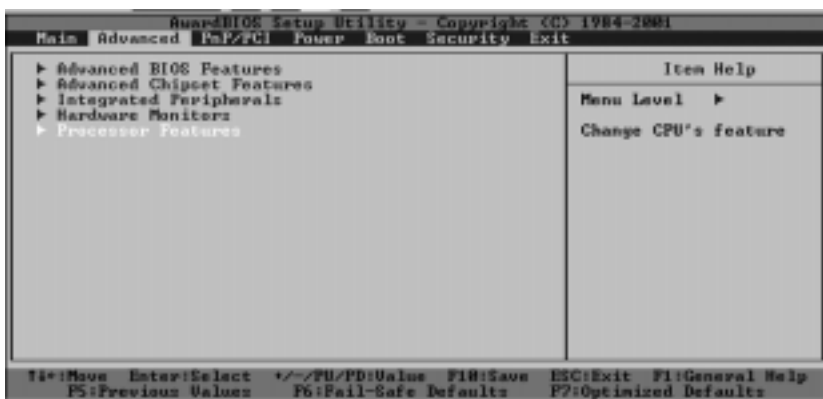 AwardBIOS Setup Utility - Copyright (C) 1984-2001
Main Advanced PnP/PCI Power Boot Security Exit
▶ Advanced BIOS Features
▶ Advanced Chipset Features
▶ Integrated Peripherals
▶ Hardware Monitors
▶ Processor Features
Item Help
Menu Level ▶
Change CPU's feature
↑↓←:Move Enter:Select +/-/PU/PD:Value F10:Save ESC:Exit F1:General Help
F5:Previous Values F6:Fail-Safe Defaults F7:Optimized Defaults